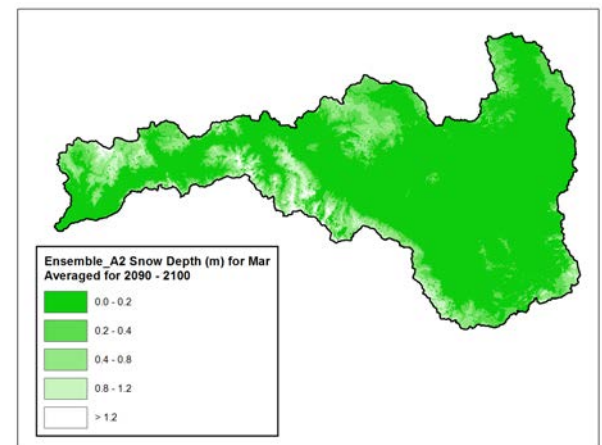 Ensemble_A2 Snow Depth (m) for Mar
Averaged for 2090 - 2100
0.0 - 0.2
0.2 - 0.4
0.4 - 0.8
0.8 - 1.2
> 1.2